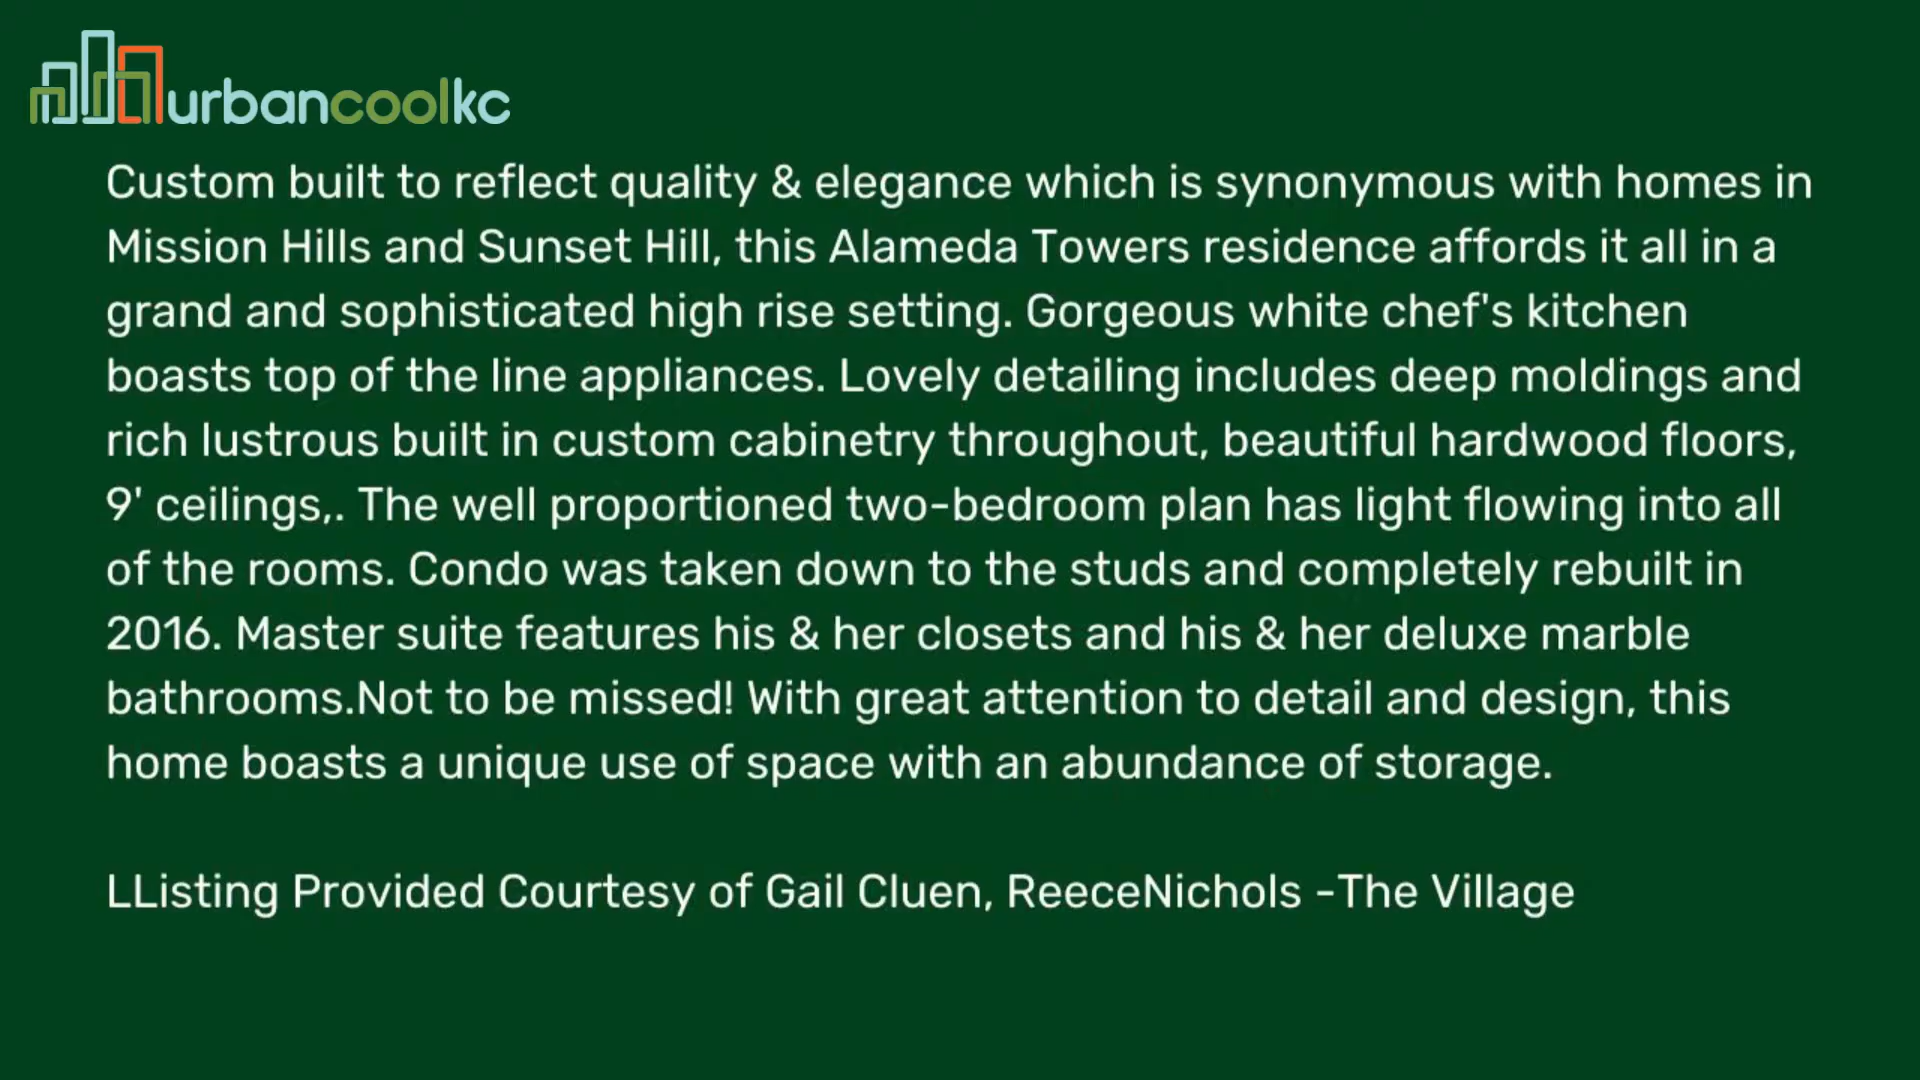 urbancoolkc
Custom built to reflect quality & elegance which is synonymous with homes in
Mission Hills and Sunset Hill, this Alameda Towers residence affords it all in a
grand and sophisticated high rise setting. Gorgeous white chef's kitchen
boasts top of the line appliances. Lovely detailing includes deep moldings and
rich lustrous built in custom cabinetry throughout, beautiful hardwood floors,
9' ceilings,. The well proportioned two-bedroom plan has light flowing into all
of the rooms. Condo was taken down to the studs and completely rebuilt in
2016. Master suite features his & her closets and his & her deluxe marble
bathrooms.Not to be missed! With great attention to detail and design, this
home boasts a unique use of space with an abundance of storage.
LListing Provided Courtesy of Gail Cluen, ReeceNichols -The Village